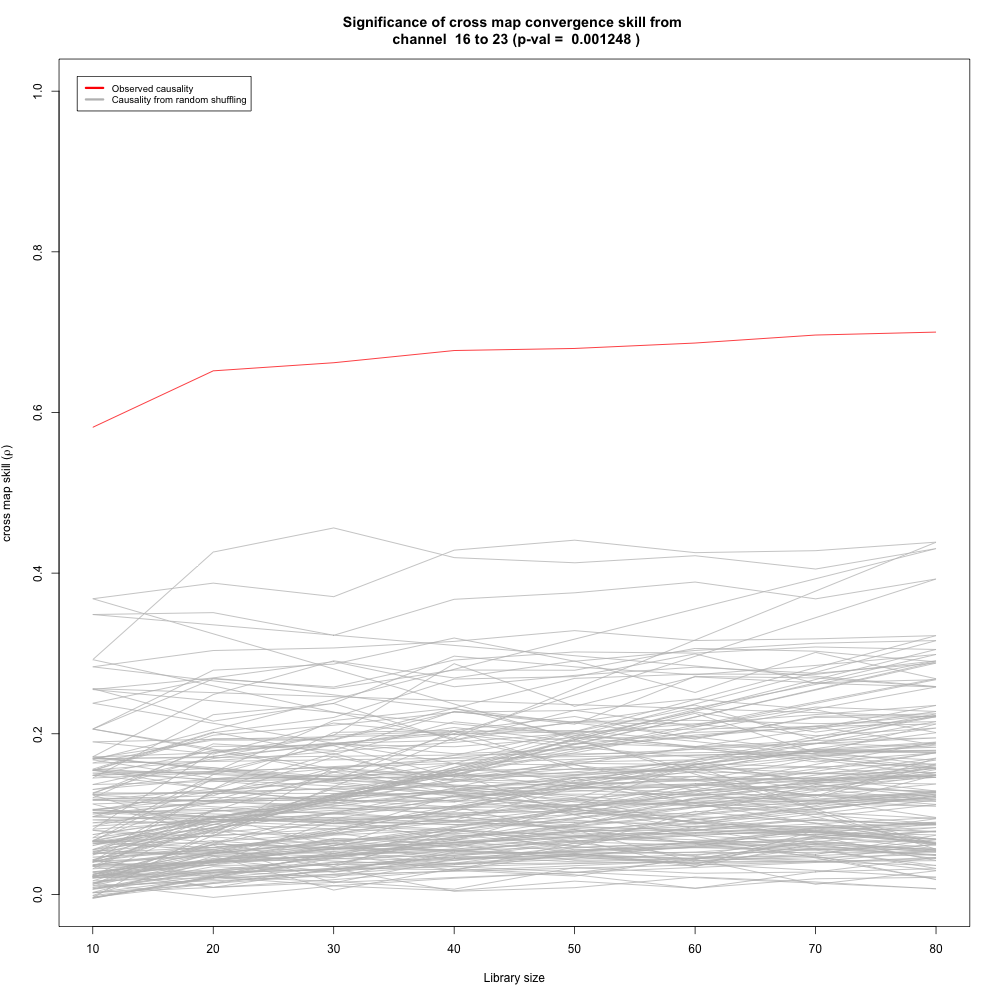 Significance of cross map convergence skill from
channel  16 to 23 (p-val =  0.001248 )
Observed causality
Causality from random shuffling
1.0
0.8
0.6
0.4
0.2
0.0
cross map skill (ρ)
10 20 30 40 50 60 70 80
Library size